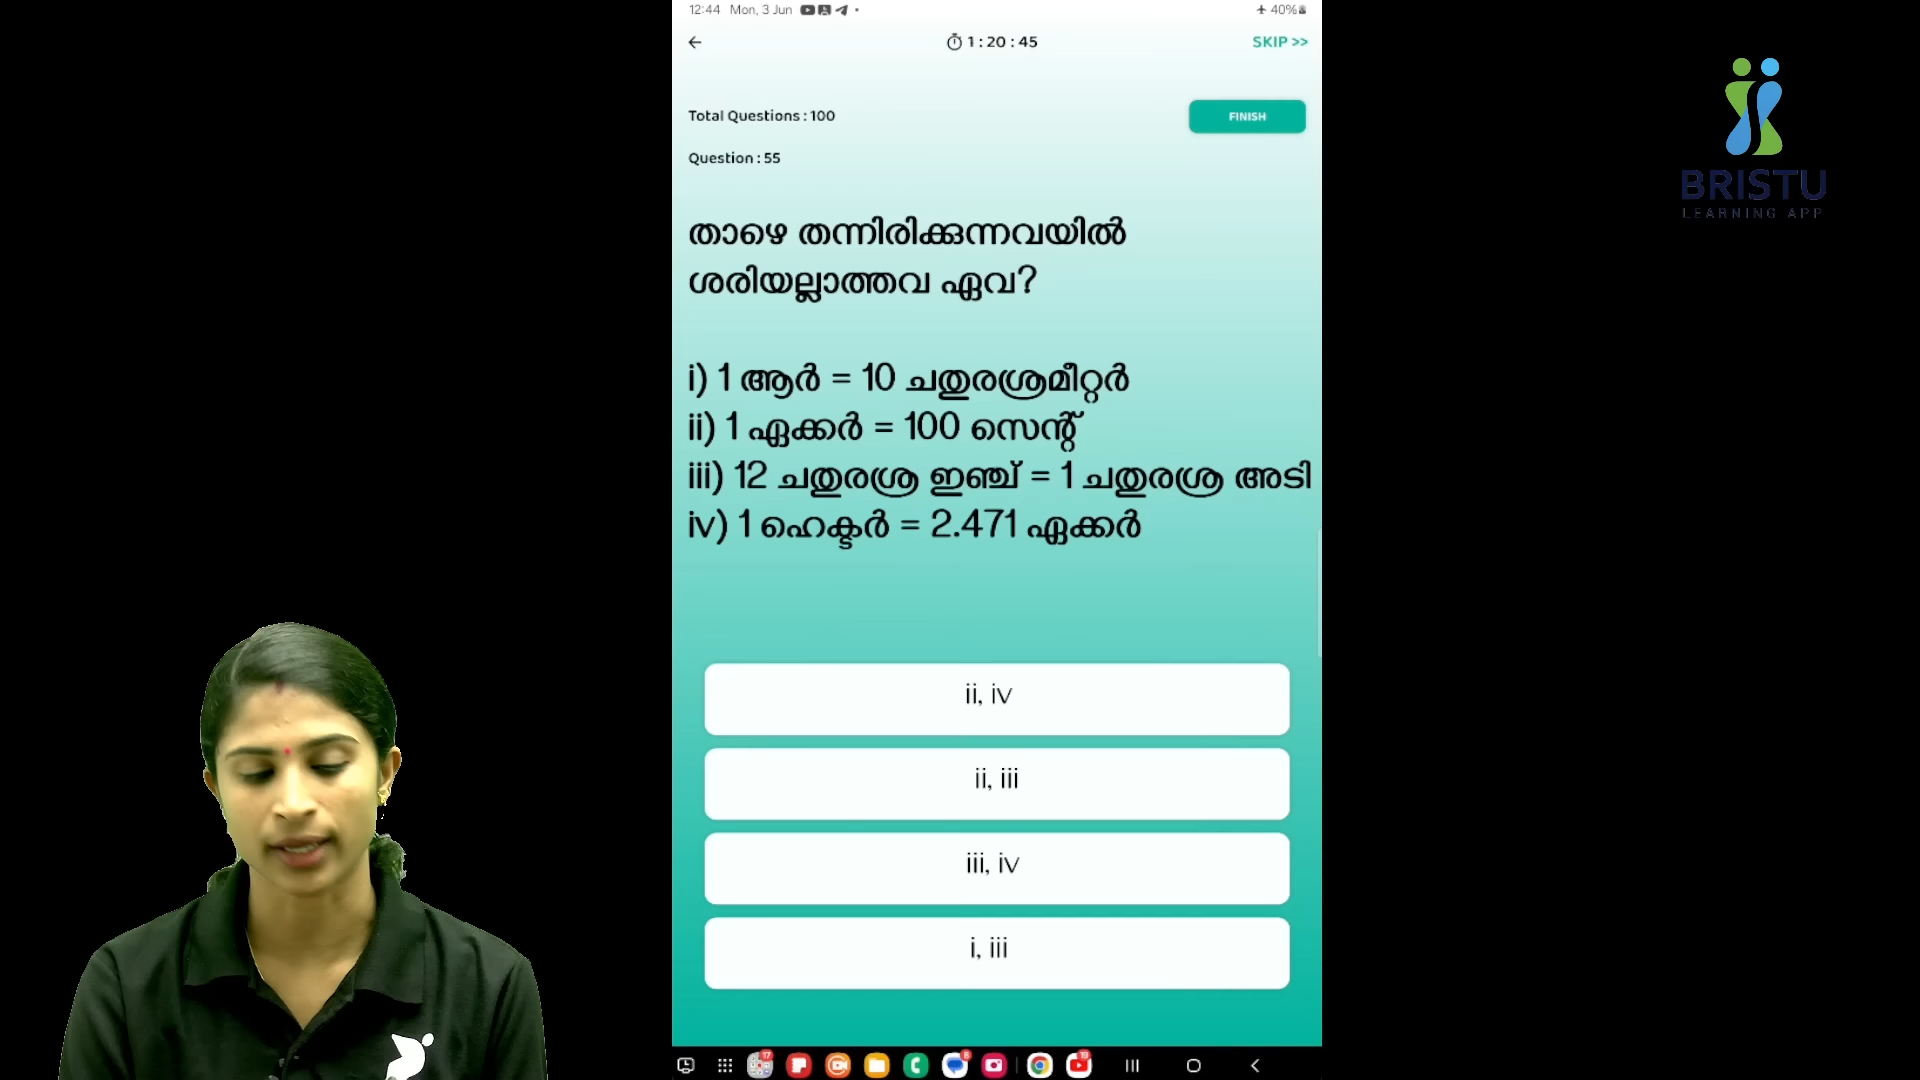 12:44 Mon, 3 Jun
40%
1 : 20 : 45
SKIP >>
Total Questions : 100
FINISH
Question : 55
താഴെ തന്നിരിക്കുന്നവയിൽ
ശരിയല്ലാത്തവ ഏവ?
i) 1 ആർ = 10 ചതുരശ്രമീറ്റർ
ii) 1 ഏക്കർ = 100 സെന്റ്
iii) 12 ചതുരശ്ര ഇഞ്ച് = 1 ചതുരശ്ര അടി
iv) 1 ഹെക്ടർ = 2.471 ഏക്കർ
ii, iv
ii, iii
iii, iv
i, iii
BRISTU
LEARNING APP
17
8
19